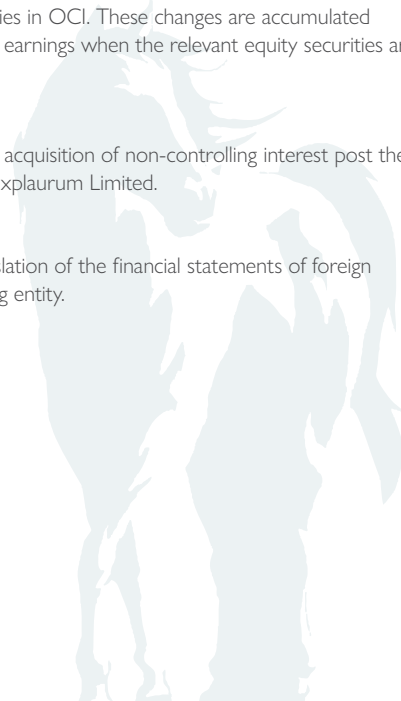 ies in OCI. These changes are accumulated
earnings when the relevant equity securities ar
acquisition of non-controlling interest post the
xplaurum Limited.
slation of the financial statements of foreign
g entity.